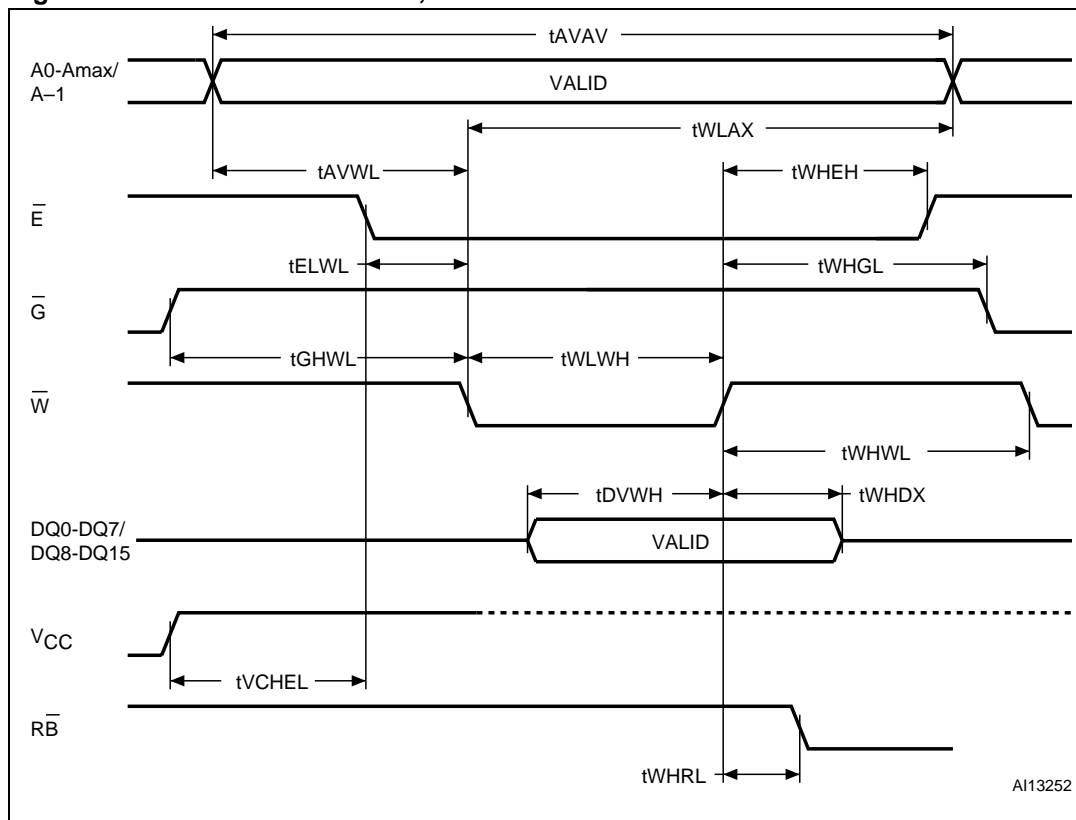 tAVAV
A0-Amax/
A–1
VALID
tWLAX
tAVWL
tWHEH
E̅
tELWL
tWHGL
G̅
tGHWL
tWLWH
W̅
tWHWL
tDVWH
tWHDX
DQ0-DQ7/
DQ8-DQ15
VALID
VCC
tVCHEL
RB̅
tWHRL
AI13252